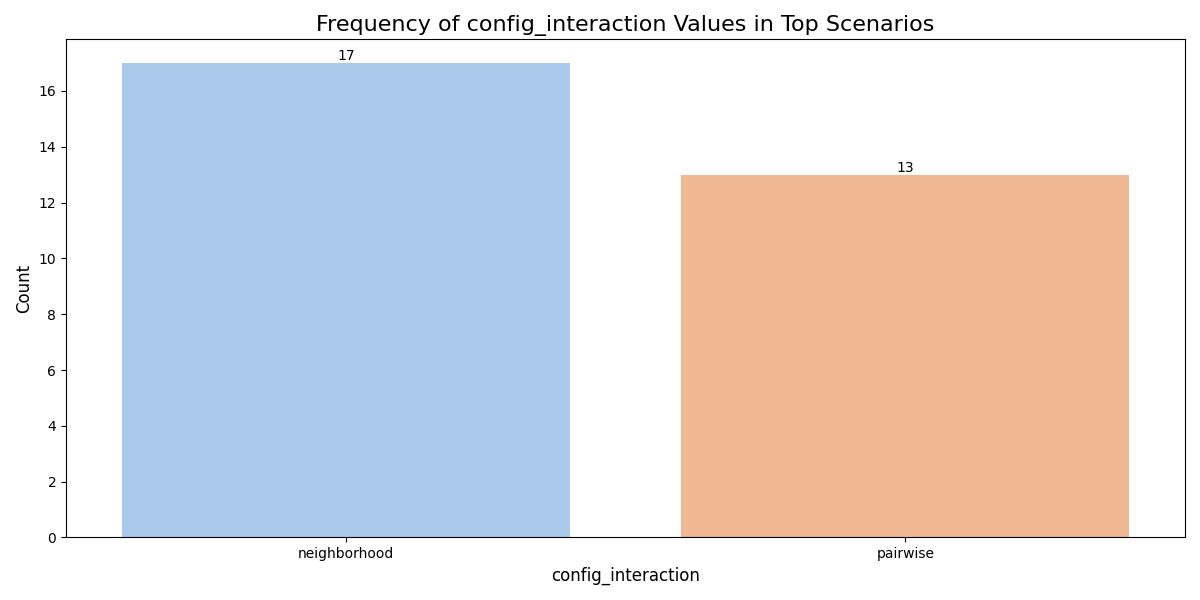 Frequency of config_interaction Values in Top Scenarios
17
13
16
14
12
10
8
6
4
2
0
Count
neighborhood pairwise
config_interaction